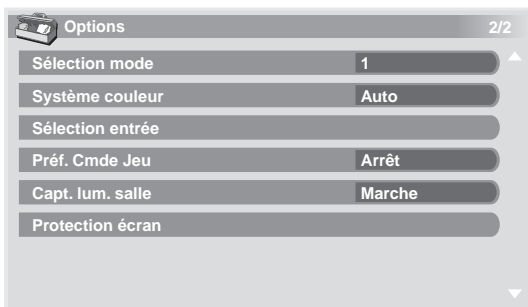 Options 2/2
Sélection mode 1
Système couleur Auto
Sélection entrée
Préf. Cmde Jeu Arrêt
Capt. lum. salle Marche
Protection écran